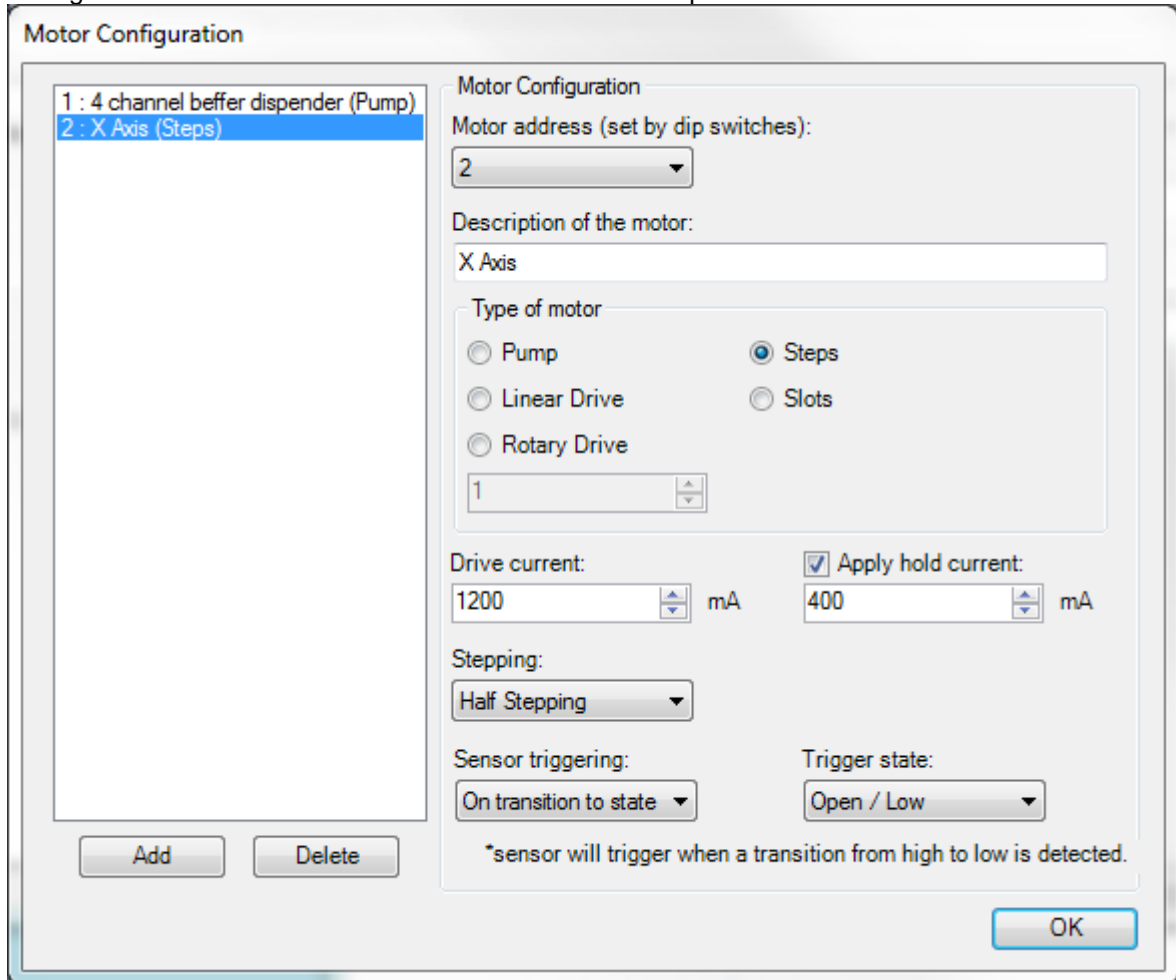 Motor Configuration
1 : 4 channel beffer dispender (Pump)
2 : X Axis (Steps)
Add
Delete
Motor Configuration
Motor address (set by dip switches):
2
Description of the motor:
X Axis
Type of motor
Pump
Steps
Linear Drive
Slots
Rotary Drive
1
Drive current:
Apply hold current:
1200 mA
400 mA
Stepping:
Half Stepping
Sensor triggering:
Trigger state:
On transition to state
Open / Low
*sensor will trigger when a transition from high to low is detected.
OK